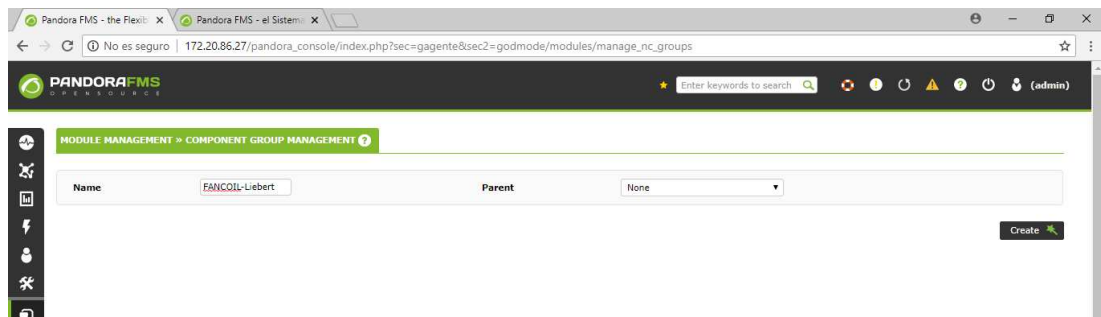 Pandora FMS - the Flexib
Pandora FMS - el Sistema
No es seguro | 172.20.86.27/pandora_console/index.php?sec=gagente&sec2=godmode/modules/manage_nc_groups
PANDORAFMS
OPENSOURCE
Enter keywords to search
(admin)
MODULE MANAGEMENT » COMPONENT GROUP MANAGEMENT ?
Name FANCOIL-Liebert Parent None
Create